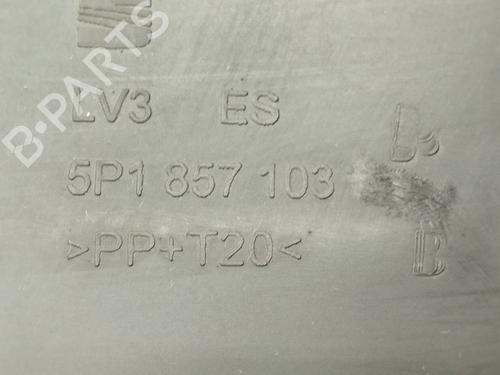 B-PARTS
LV3 ES
5P1 857 103
>PP+T20<
B
B